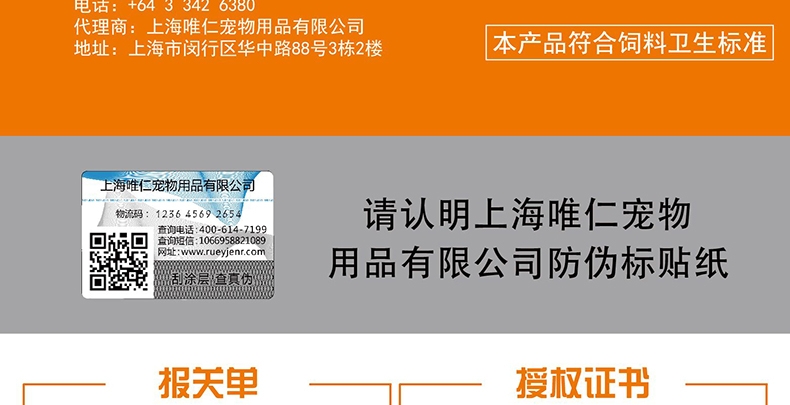 电话：+64 3 342 6380
代理商：上海唯仁宠物用品有限公司
地址：上海市闵行区华中路88号3栋2楼
本产品符合饲料卫生标准
上海唯仁宠物用品有限公司
物流码： 1236 4569 2654
查询电话：400-614-7199
查询短信：1066958821089
网址：www.rueyjenr.com
刮涂层 查真伪
请认明上海唯仁宠物
用品有限公司防伪标贴纸
报关单
授权证书